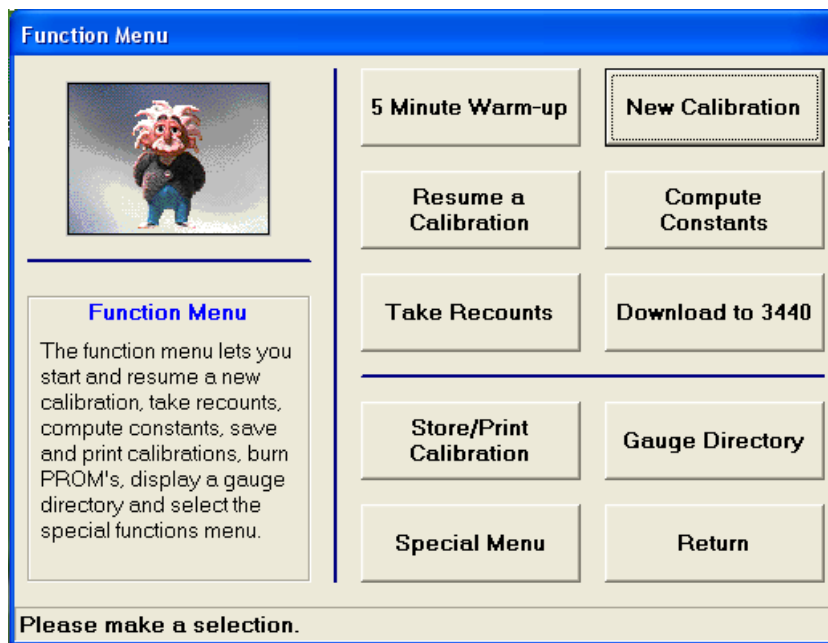 Function Menu
5 Minute Warm-up
New Calibration
Resume a
Calibration
Compute
Constants
Take Recounts
Download to 3440
Function Menu
The function menu lets you
start and resume a new
calibration, take recounts,
compute constants, save
and print calibrations, burn
PROM's, display a gauge
directory and select the
special functions menu.
Store/Print
Calibration
Gauge Directory
Special Menu
Return
Please make a selection.